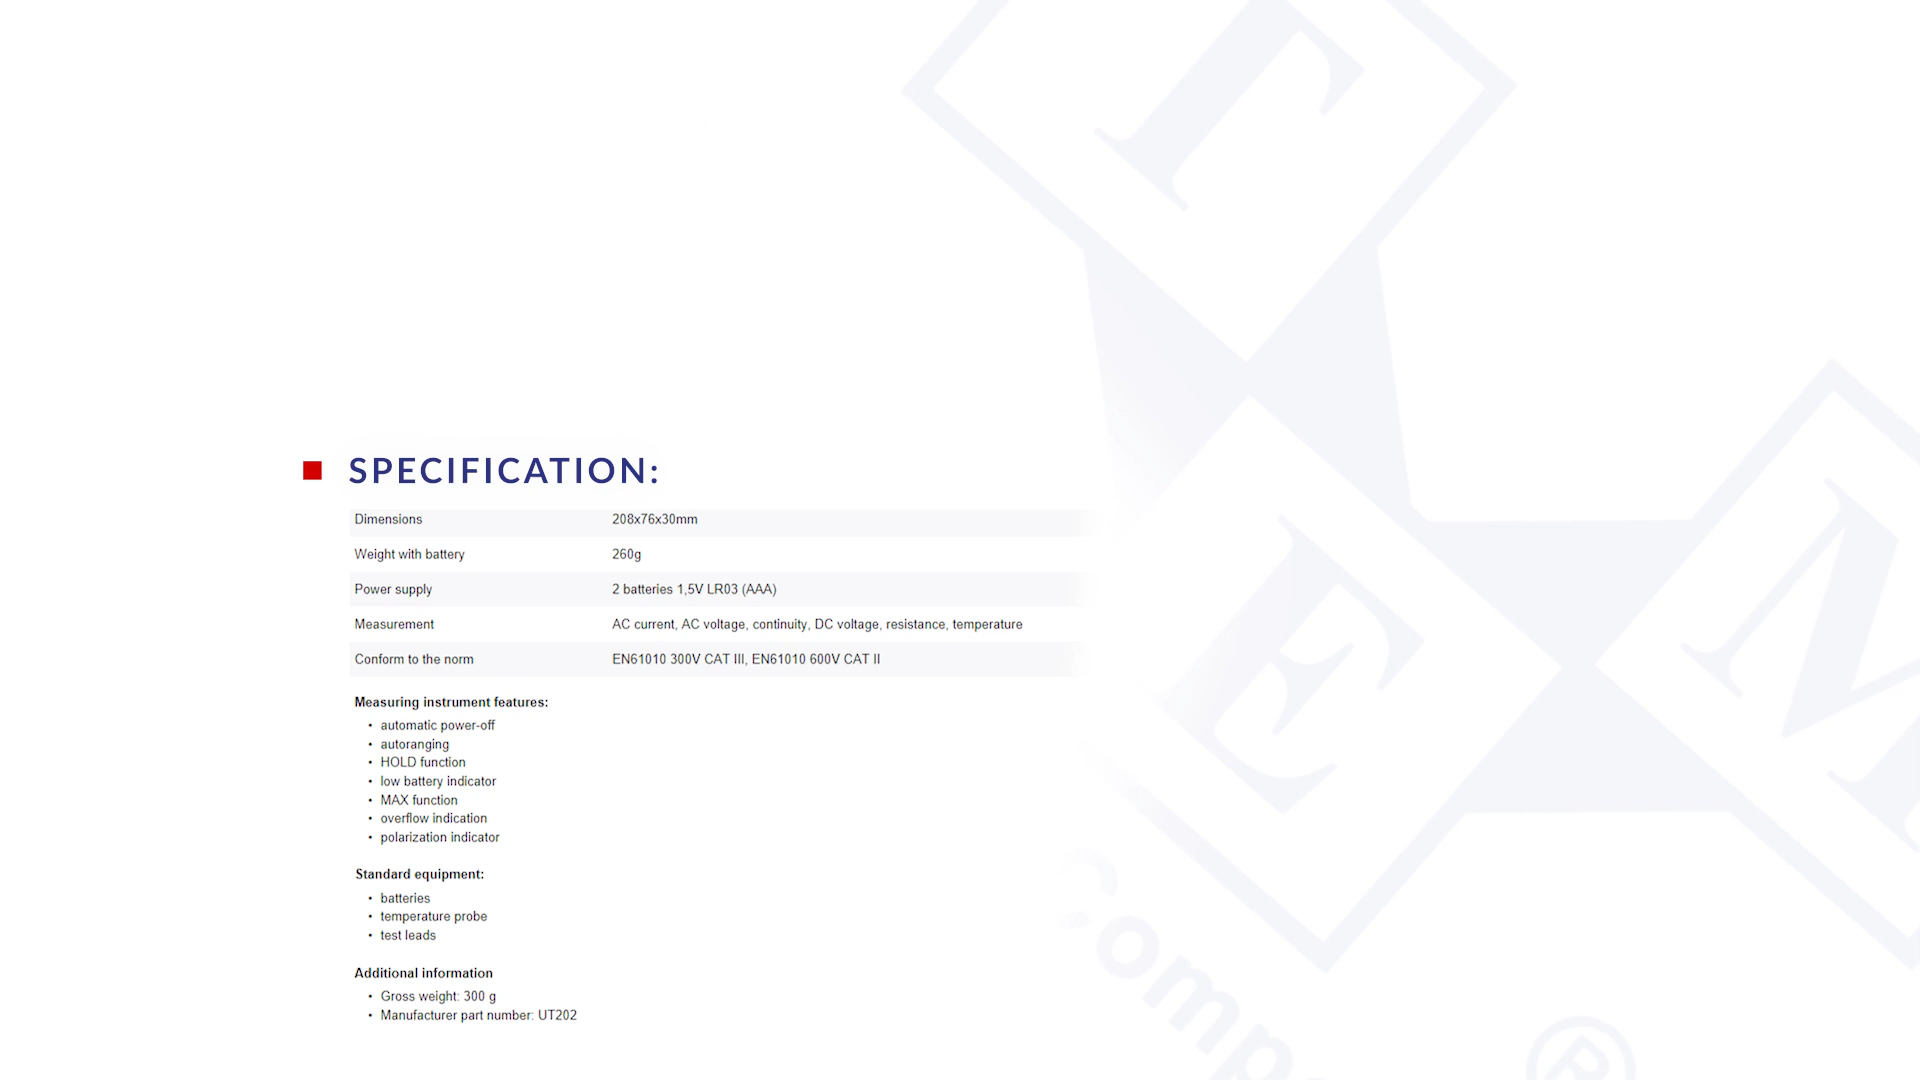 T
SPECIFICATION:
Dimensions 208x76x30mm
Weight with battery 260g
Power supply 2 batteries 1,5V LR03 (AAA)
Measurement AC current, AC voltage, continuity, DC voltage, resistance, temperature
Conform to the norm EN61010 300V CAT III, EN61010 600V CAT II
Measuring instrument features:
• automatic power-off
• autoranging
• HOLD function
• low battery indicator
• MAX function
• overflow indication
• polarization indicator
Standard equipment:
• batteries
• temperature probe
• test leads
Additional information
• Gross weight: 300 g
• Manufacturer part number: UT202
E
M
Comp
®